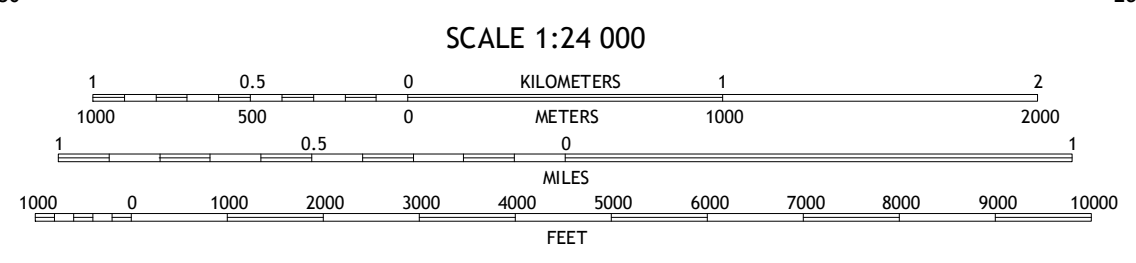 SCALE 1:24 000
1 0.5 0 KILOMETERS 1 2
1000 500 0 METERS 1000 2000
1 0.5 0 1
MILES
1000 0 1000 2000 3000 4000 5000 6000 7000 8000 9000 10000
FEET